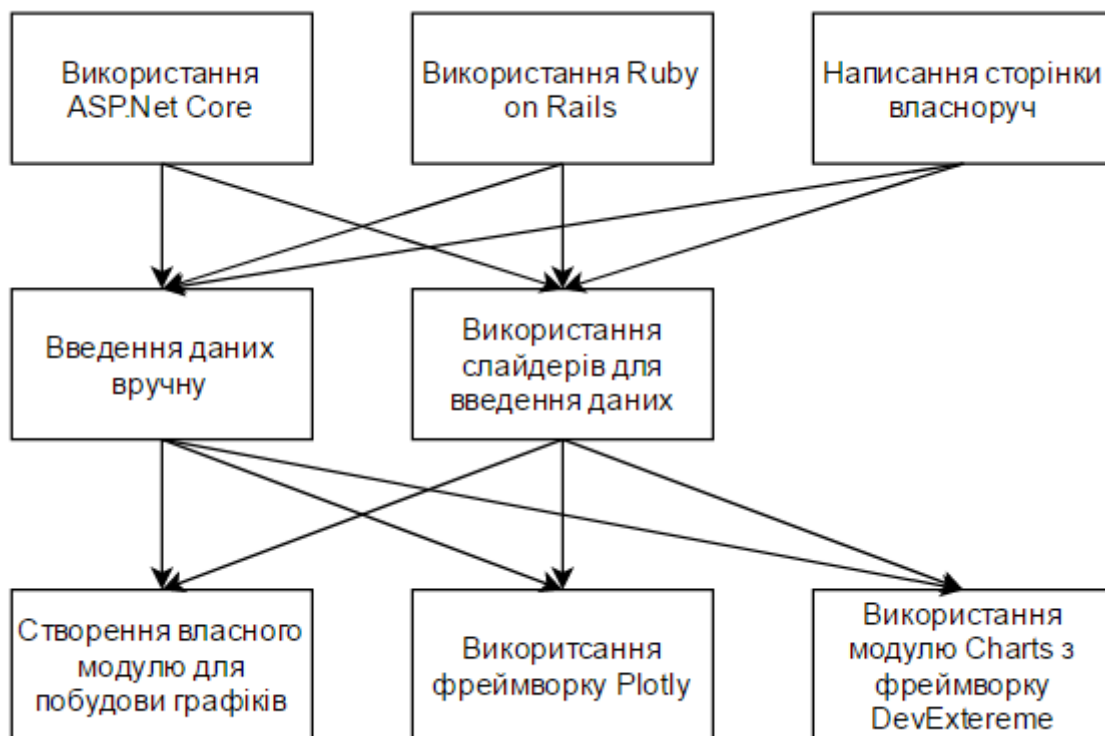 Використання
ASP.Net Core
Використання Ruby
on Rails
Написання сторінки
власноруч
Введення даних
вручну
Використання
слайдерів для
введення даних
Створення власного
модулю для
побудови графіків
Викоритсання
фреймворку Plotly
Використання
модулю Charts з
фреймворку
DevExtereme